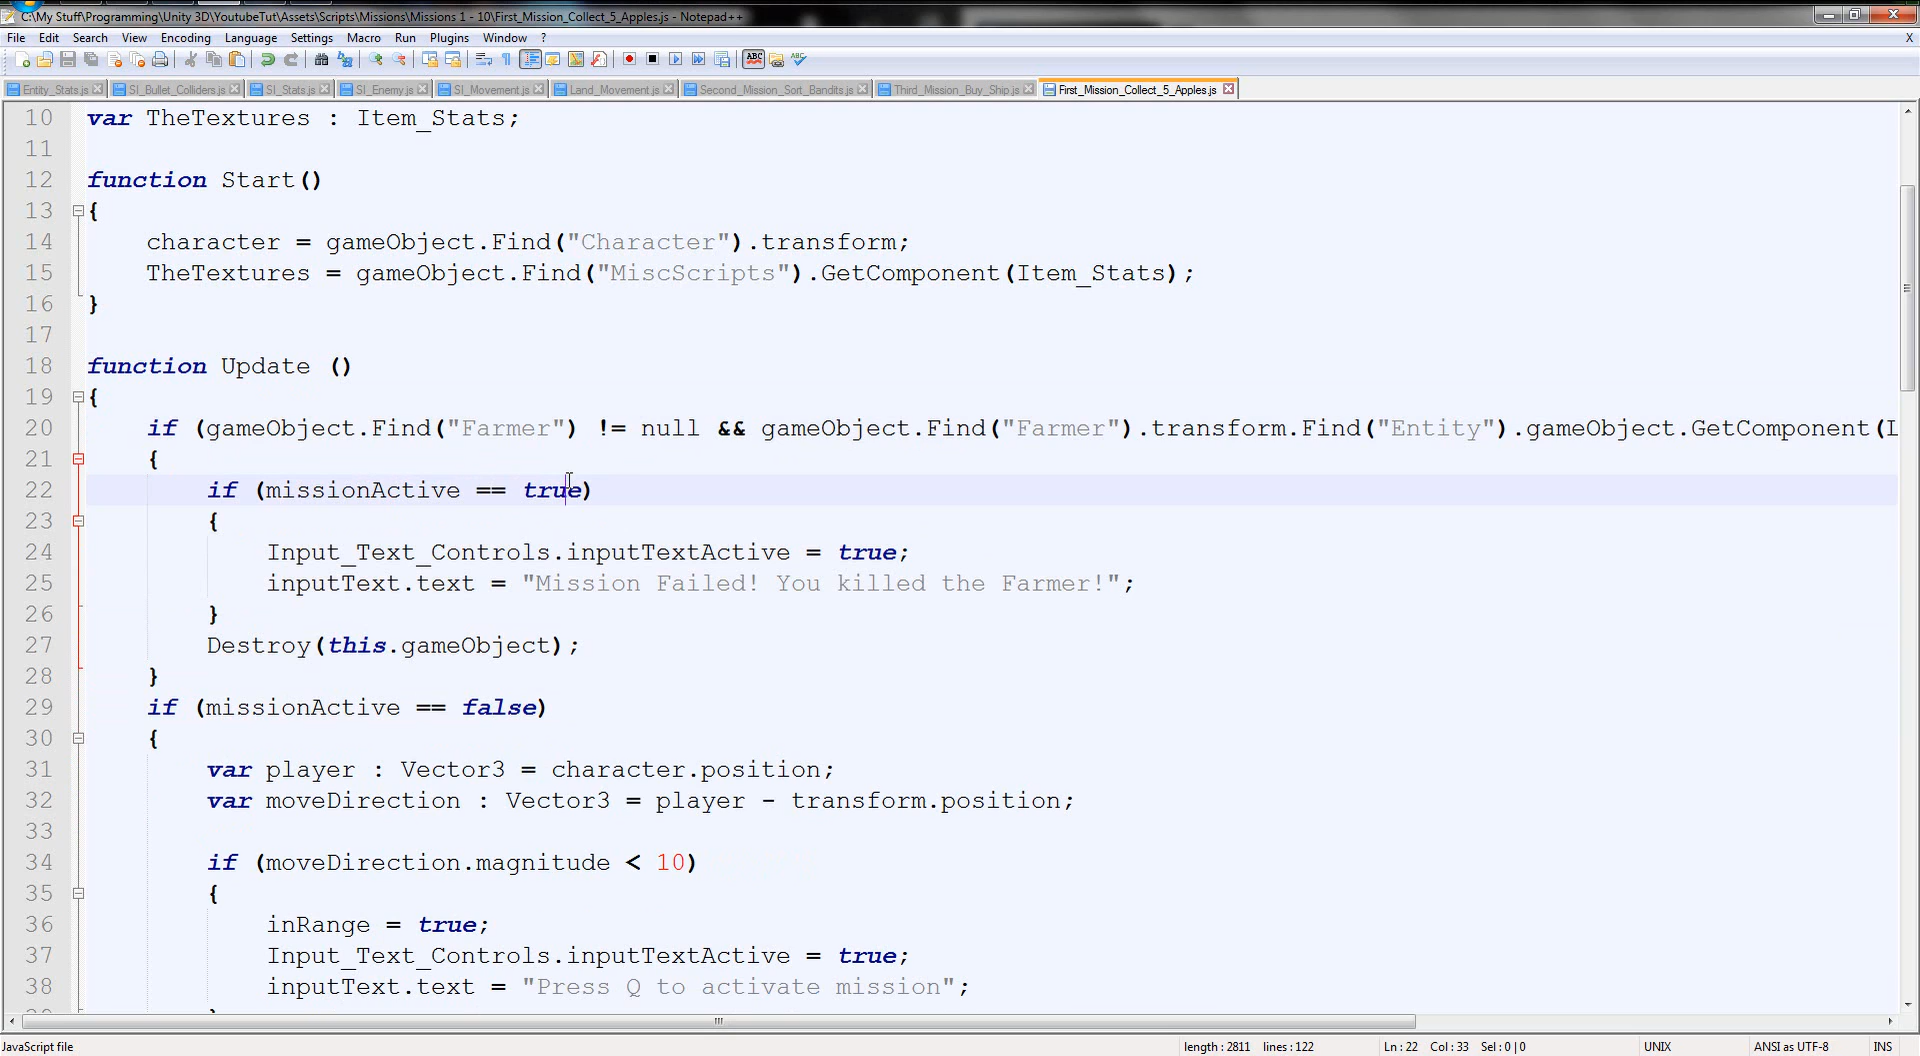 C:\My Stuff\Programming\Unity 3D\YoutubeTut\Assets\Scripts\Missions\Missions 1 - 10\First_Mission_Collect_5_Apples.js - Notepad++
File Edit Search View Encoding Language Settings Macro Run Plugins Window ? X
Entity_Stats.js SI_Bullet_Colliders.js SI_Stats.js SI_Enemy.js SI_Movement.js Land_Movement.js Second_Mission_Sort_Bandits.js Third_Mission_Buy_Ship.js First_Mission_Collect_5_Apples.js
10 var TheTextures : Item_Stats;
11
12 function Start()
13 {
14 character = gameObject.Find("Character").transform;
15 TheTextures = gameObject.Find("MiscScripts").GetComponent(Item_Stats);
16 }
17
18 function Update ()
19 {
20 if (gameObject.Find("Farmer") != null && gameObject.Find("Farmer").transform.Find("Entity").gameObject.GetComponent(L
21 {
22 if (missionActive == true)
23 {
24 Input_Text_Controls.inputTextActive = true;
25 inputText.text = "Mission Failed! You killed the Farmer!";
26 }
27 Destroy(this.gameObject);
28 }
29 if (missionActive == false)
30 {
31 var player : Vector3 = character.position;
32 var moveDirection : Vector3 = player - transform.position;
33
34 if (moveDirection.magnitude < 10)
35 {
36 inRange = true;
37 Input_Text_Controls.inputTextActive = true;
38 inputText.text = "Press Q to activate mission";
JavaScript file length : 2811 lines : 122 Ln : 22 Col : 33 Sel : 0 | 0 UNIX ANSI as UTF-8 INS